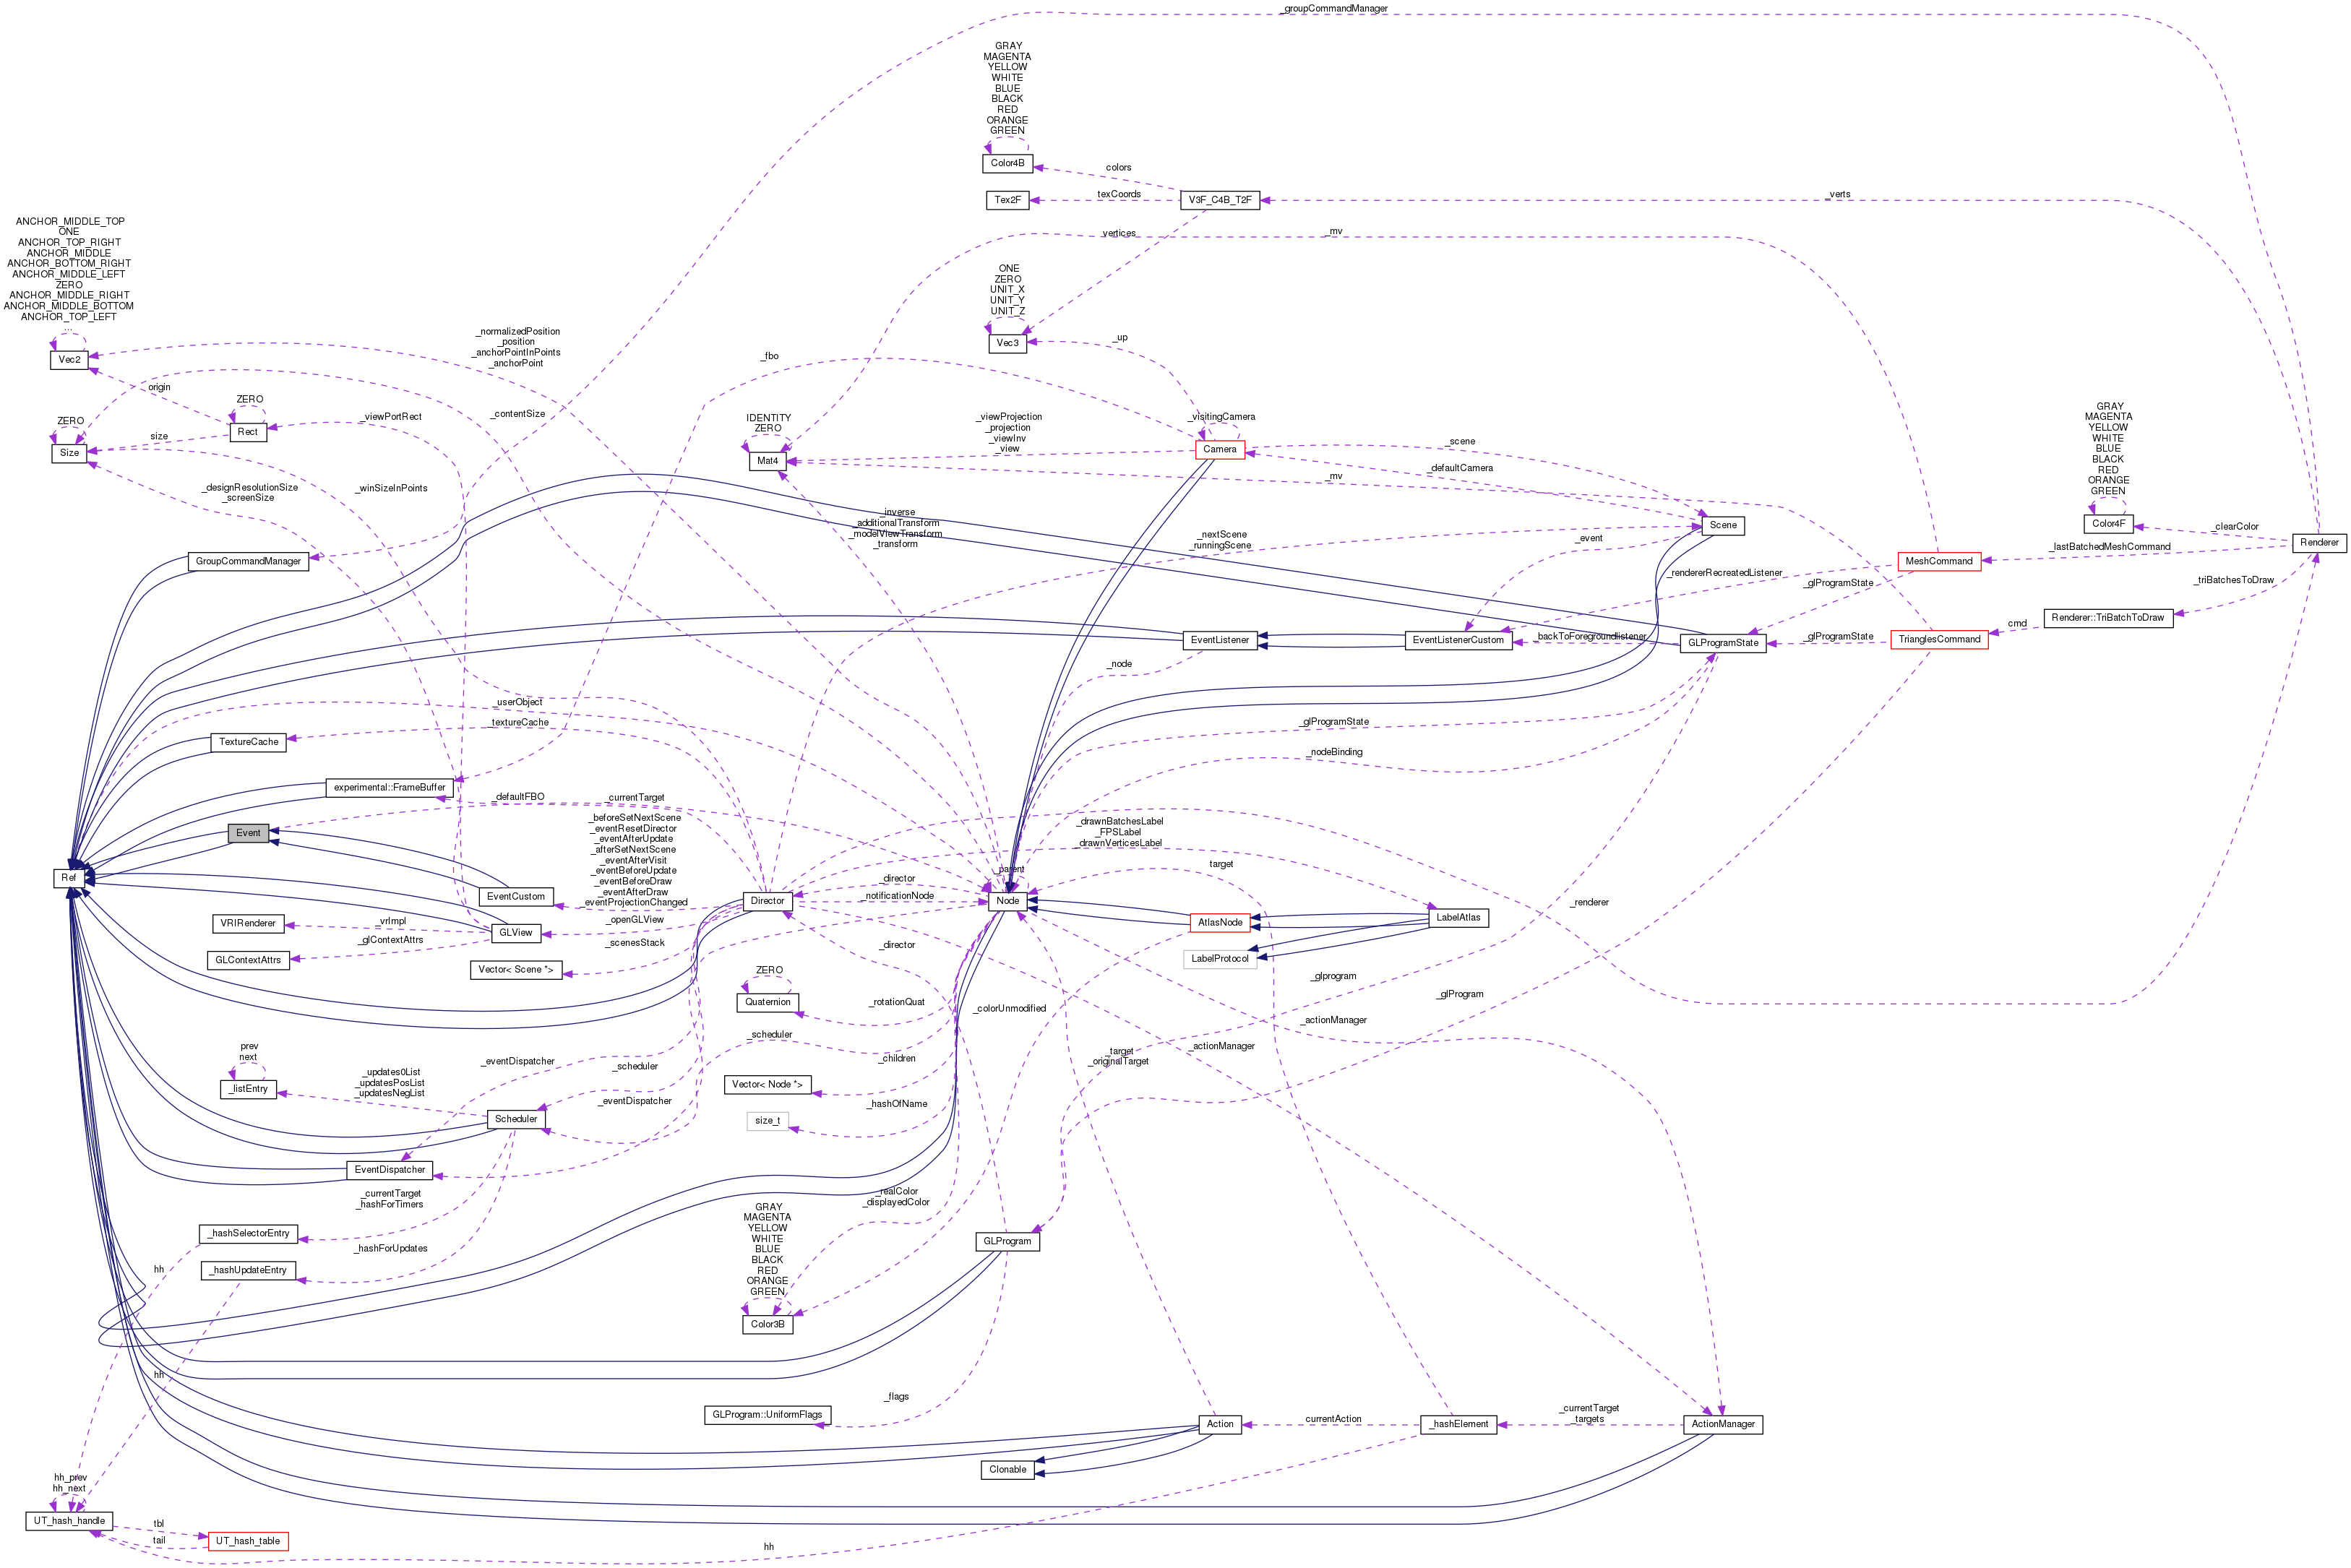 _groupCommandManager
GRAY
MAGENTA
YELLOW
WHITE
BLUE
BLACK
RED
ORANGE
GREEN
Color4B
colors
Tex2F
texCoords
V3F_C4B_T2F
_verts
vertices
_mv
ANCHOR_MIDDLE_TOP
ONE
ANCHOR_TOP_RIGHT
ANCHOR_MIDDLE
ANCHOR_BOTTOM_RIGHT
ANCHOR_MIDDLE_LEFT
ZERO
ANCHOR_MIDDLE_RIGHT
ANCHOR_MIDDLE_BOTTOM
ANCHOR_TOP_LEFT
...
Vec2
ONE
ZERO
UNIT_X
UNIT_Y
UNIT_Z
Vec3
_normalizedPosition
_position
_anchorPointInPoints
_anchorPoint
_fbo
_up
origin
ZERO
Rect
_viewPortRect
_contentSize
ZERO
Size
size
IDENTITY
ZERO
Mat4
_viewProjection
_projection
_viewInv
_view
_visitingCamera
Camera
_scene
_defaultCamera
_mv
GRAY
MAGENTA
YELLOW
WHITE
BLUE
BLACK
RED
ORANGE
GREEN
Color4F
_clearColor
_designResolutionSize
_screenSize
_winSizeInPoints
_inverse
_additionalTransform
_modelViewTransform
_transform
_nextScene
_runningScene
_event
Scene
Renderer
_lastBatchedMeshCommand
MeshCommand
GroupCommandManager
_rendererRecreatedListener
_glProgramState
_triBatchesToDraw
Renderer::TriBatchToDraw
cmd
TrianglesCommand
_glProgramState
GLProgramState
_backToForegroundlistener
EventListenerCustom
EventListener
_node
_userObject
_textureCache
TextureCache
_glProgramState
_nodeBinding
experimental::FrameBuffer
_defaultFBO
_currentTarget
Event
_beforeSetNextScene
_eventResetDirector
_eventAfterUpdate
_afterSetNextScene
_eventAfterVisit
_eventBeforeUpdate
_eventBeforeDraw
_eventAfterDraw
_eventProjectionChanged
_drawnBatchesLabel
_FPSLabel
_drawnVerticesLabel
Ref
EventCustom
Director
_director
_notificationNode
_parent
Node
target
AtlasNode
LabelAtlas
LabelProtocol
_renderer
VRIRenderer
_vrImpl
GLView
_openGLView
GLContextAttrs
_glContextAttrs
Vector< Scene *>
_scenesStack
_director
ZERO
Quaternion
_rotationQuat
_colorUnmodified
_glprogram
_glProgram
_actionManager
_actionManager
prev
next
_listEntry
_updates0List
_updatesPosList
_updatesNegList
_eventDispatcher
_scheduler
_scheduler
_eventDispatcher
_children
Vector< Node *>
_target
_originalTarget
Scheduler
_hashOfName
size_t
EventDispatcher
_currentTarget
_hashForTimers
_realColor
_displayedColor
_hashSelectorEntry
_hashForUpdates
_hashUpdateEntry
hh
GRAY
MAGENTA
YELLOW
WHITE
BLUE
BLACK
RED
ORANGE
GREEN
Color3B
GLProgram
hh
_flags
GLProgram::UniformFlags
Action
currentAction
_hashElement
_currentTarget
_targets
ActionManager
Clonable
hh_prev
hh_next
UT_hash_handle
tbl
tail
UT_hash_table
hh